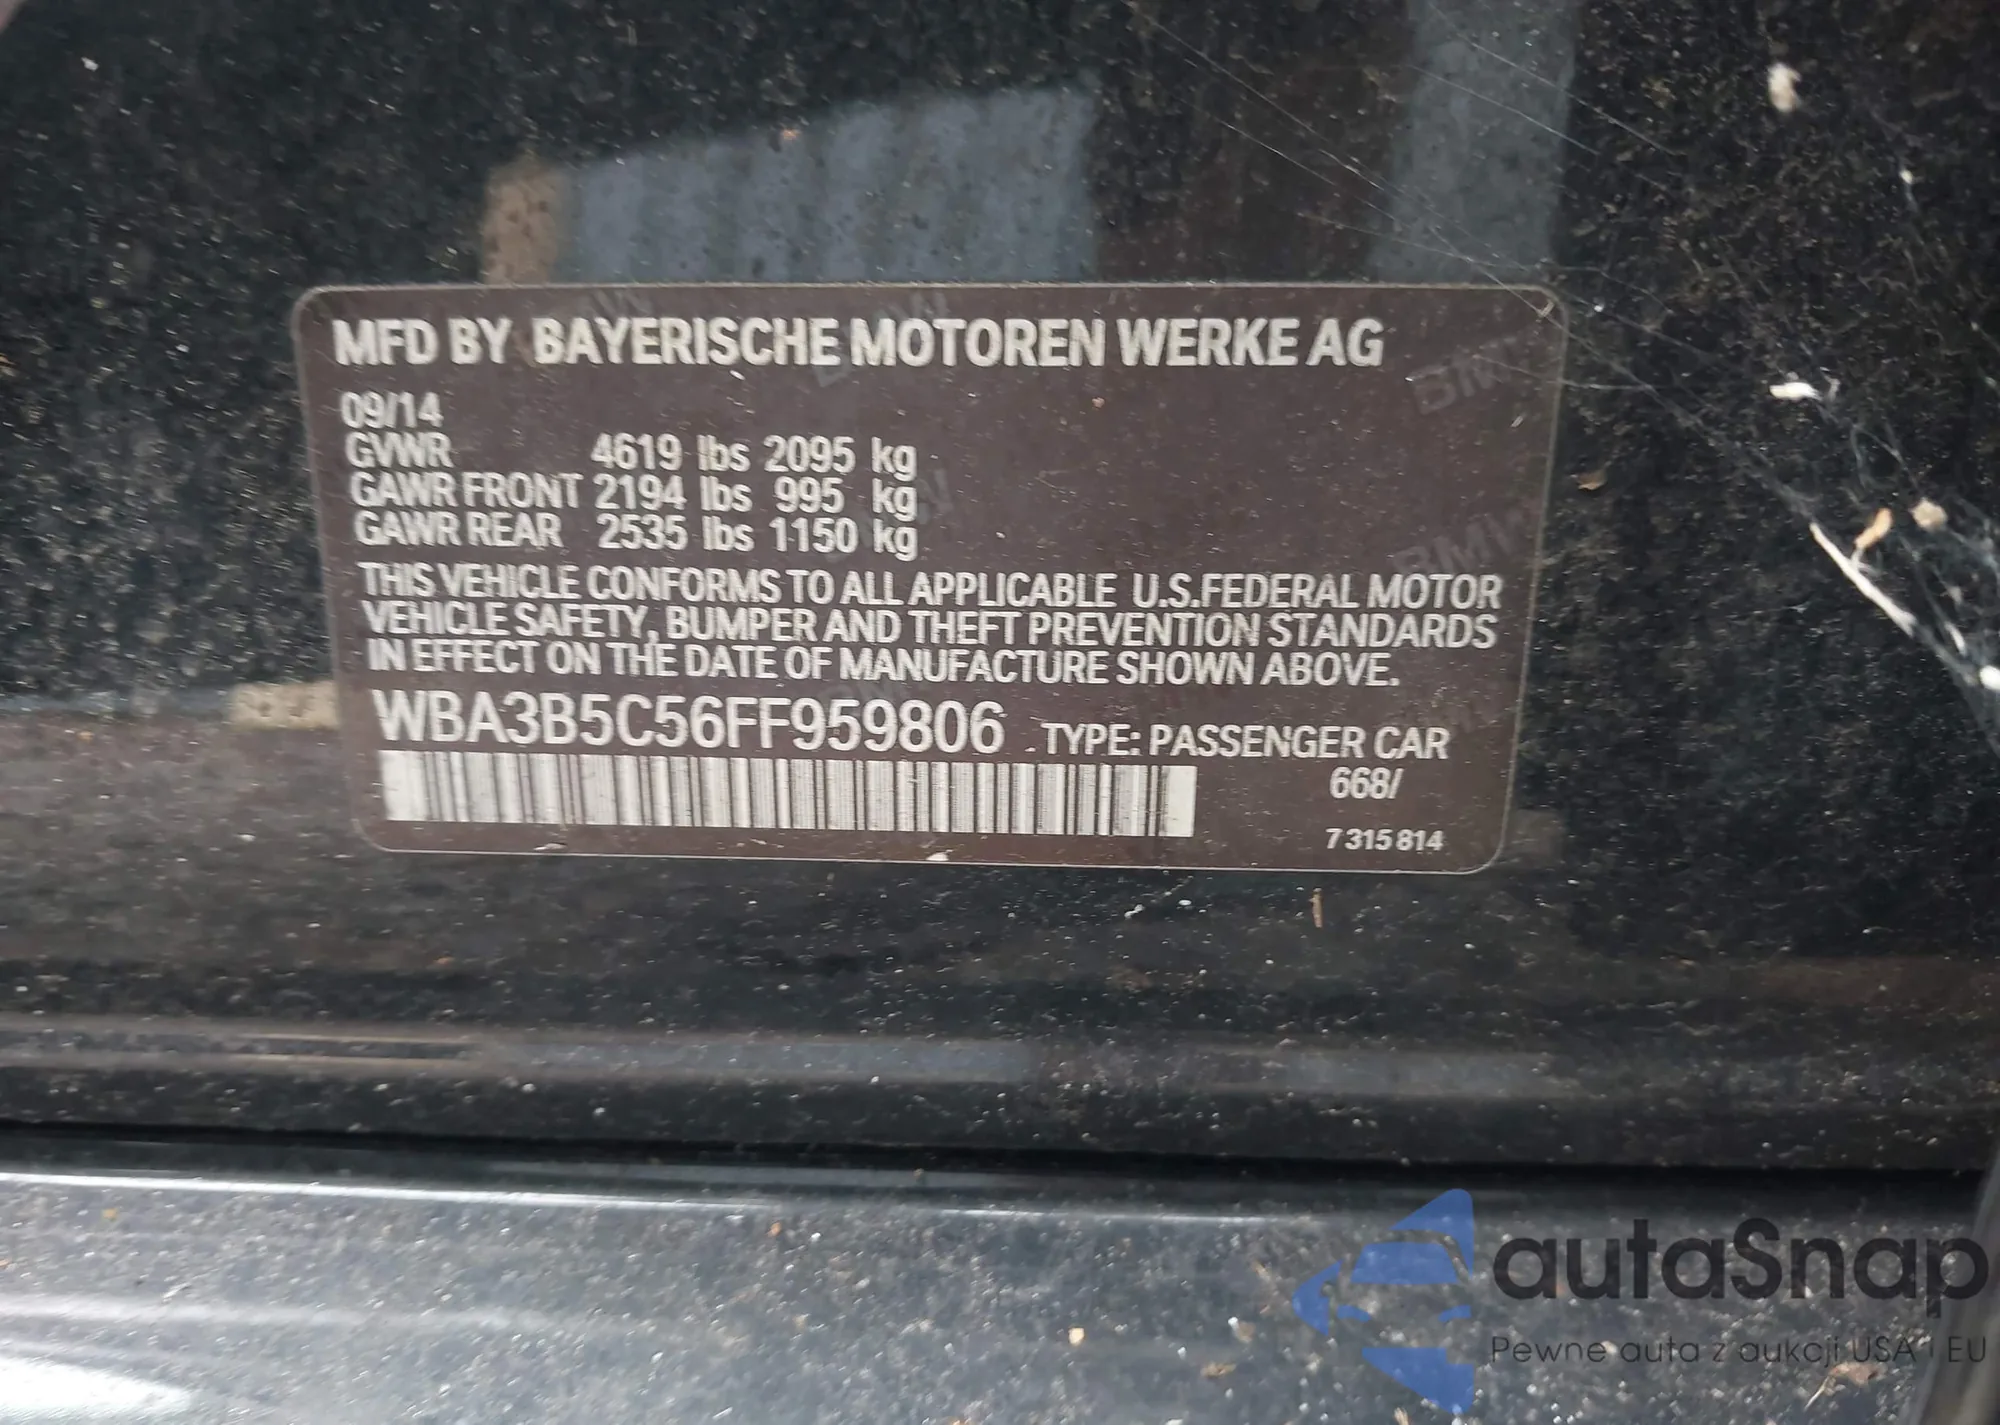 MFD BY BAYERISCHE MOTOREN WERKE AG
09/14
GVWR 4619 lbs 2095 kg
GAWR FRONT 2194 lbs 995 kg
GAWR REAR 2535 lbs 1150 kg
THIS VEHICLE CONFORMS TO ALL APPLICABLE U.S.FEDERAL MOTOR
VEHICLE SAFETY, BUMPER AND THEFT PREVENTION STANDARDS
IN EFFECT ON THE DATE OF MANUFACTURE SHOWN ABOVE.
WBA3B5C56FF959806 TYPE: PASSENGER CAR
668/
7 315 814
autaSnap
Pewne auta z aukcji USA i EU